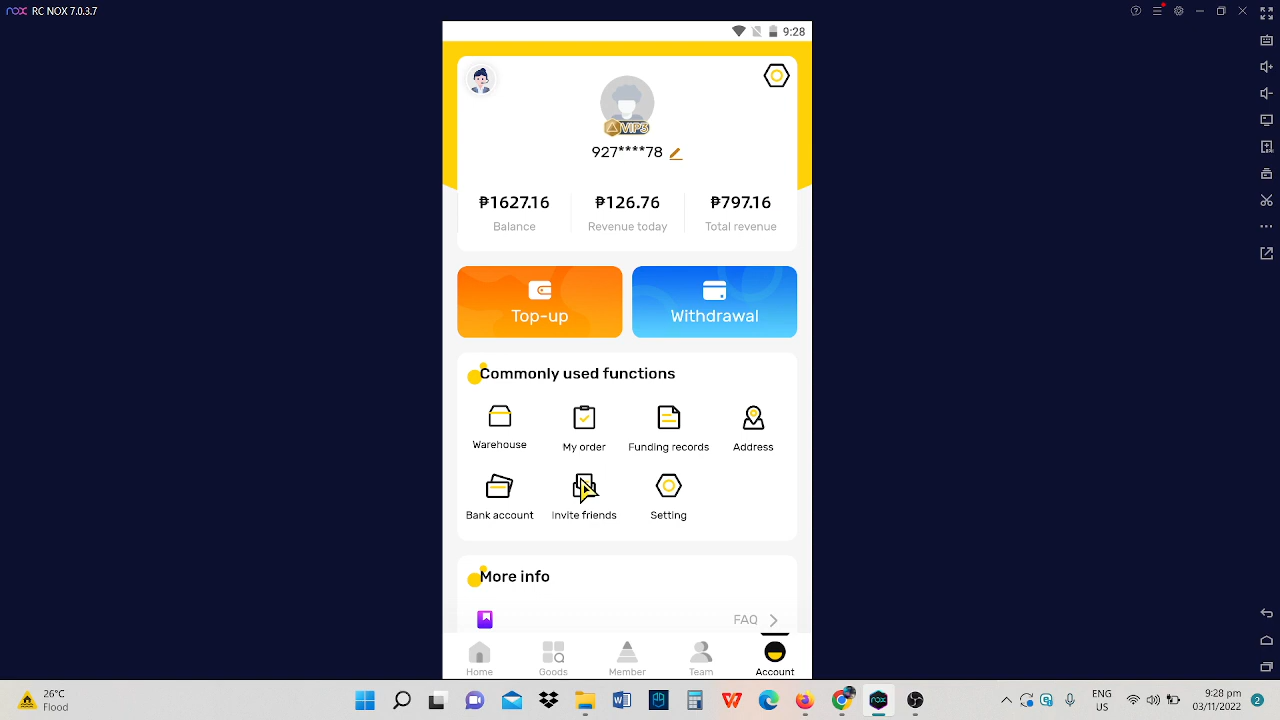 nox RC NOX 7.0.3.7
9:28
VIP3
927****78
₱1627.16 ₱126.76 ₱797.16
Balance Revenue today Total revenue
Top-up Withdrawal
Commonly used functions
Warehouse My order Funding records Address
Bank account Invite friends Setting
More info
FAQ
Home Goods Member Team Account
26°C
Flood
ENG
US
9:28 PM
03/11/2022
2